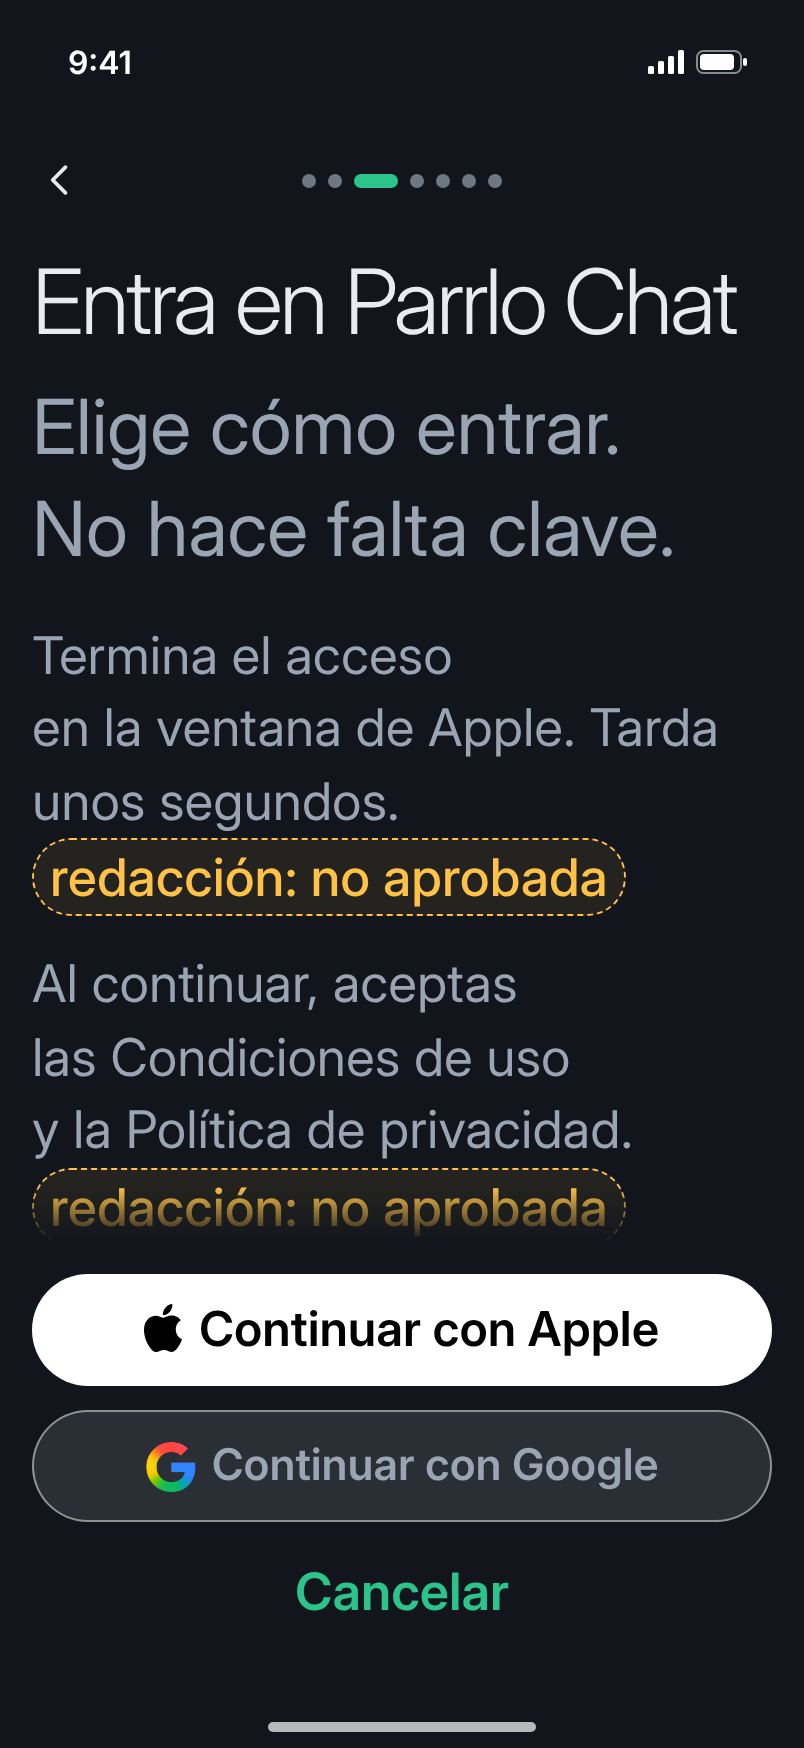 9:41
Entra en Parrlo Chat
Elige cómo entrar.
No hace falta clave.
Termina el acceso
en la ventana de Apple. Tarda
unos segundos.
redacción: no aprobada
Al continuar, aceptas
las Condiciones de uso
y la Política de privacidad.
redacción: no aprobada
Continuar con Apple
Continuar con Google
Cancelar